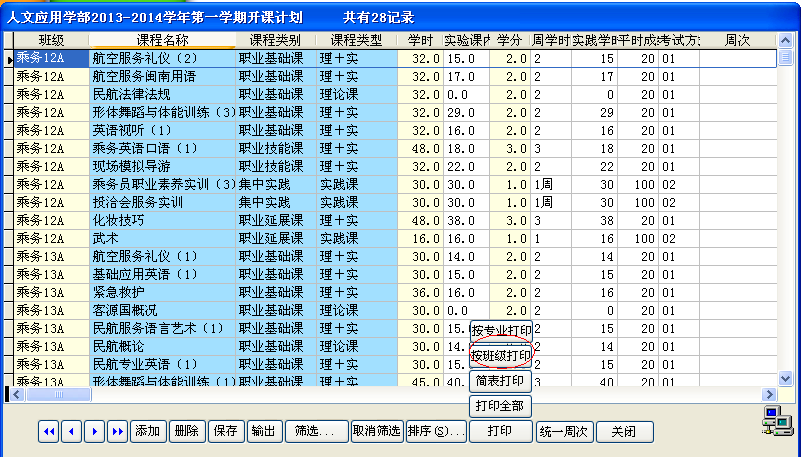 人文应用学部2013-2014学年第一学期开课计划 共有28记录
班级 课程名称 课程类别 课程类型 学时 实验课内 学分 周学时 实践学时 平时成绩 考试方式 周次
乘务12A 航空服务礼仪（2） 职业基础课 理＋实 32.0 15.0 2.0 2 15 20 01
乘务12A 航空服务闽南用语 职业基础课 理＋实 32.0 17.0 2.0 2 17 20 01
乘务12A 民航法律法规 职业基础课 理论课 32.0 0.0 2.0 2 0 20 01
乘务12A 形体舞蹈与体能训练（3） 职业基础课 理＋实 32.0 29.0 2.0 2 29 20 01
乘务12A 英语视听（1） 职业基础课 理＋实 32.0 16.0 2.0 2 16 20 01
乘务12A 乘务英语口语（1） 职业技能课 理＋实 48.0 18.0 3.0 3 18 20 01
乘务12A 现场模拟导游 职业技能课 理＋实 32.0 22.0 2.0 2 22 20 01
乘务12A 乘务员职业素养实训（3） 集中实践 实践课 30.0 30.0 1.0 1周 30 100 02
乘务12A 投洽会服务实训 集中实践 实践课 30.0 30.0 1.0 1周 30 100 02
乘务12A 化妆技巧 职业延展课 理＋实 48.0 38.0 3.0 3 38 20 01
乘务12A 武术 职业延展课 实践课 16.0 16.0 1.0 1 16 100 02
乘务13A 航空服务礼仪（1） 职业基础课 理＋实 30.0 14.0 2.0 2 14 20 01
乘务13A 基础应用英语（1） 职业基础课 理＋实 30.0 15.0 2.0 2 15 20 01
乘务13A 紧急救护 职业基础课 理＋实 36.0 16.0 2.0 2 16 20 01
乘务13A 客源国概况 职业基础课 理论课 30.0 0.0 2.0 2 0 20 01
乘务13A 民航服务语言艺术（1） 职业基础课 理＋实 30.0 15. 按专业打印 2 15 20 01
乘务13A 民航概论 职业基础课 理＋实 30.0 14. 按班级打印 2 14 20 01
乘务13A 民航专业英语（1） 职业基础课 理＋实 30.0 15. 简表打印 2 15 20 01
乘务13A 形体舞蹈与体能训练（1） 职业基础课 理＋实 45.0 40. 3 40 20 01
打印全部
添加 删除 保存 输出 筛选... 取消筛选 排序(S)... 打印 统一周次 关闭